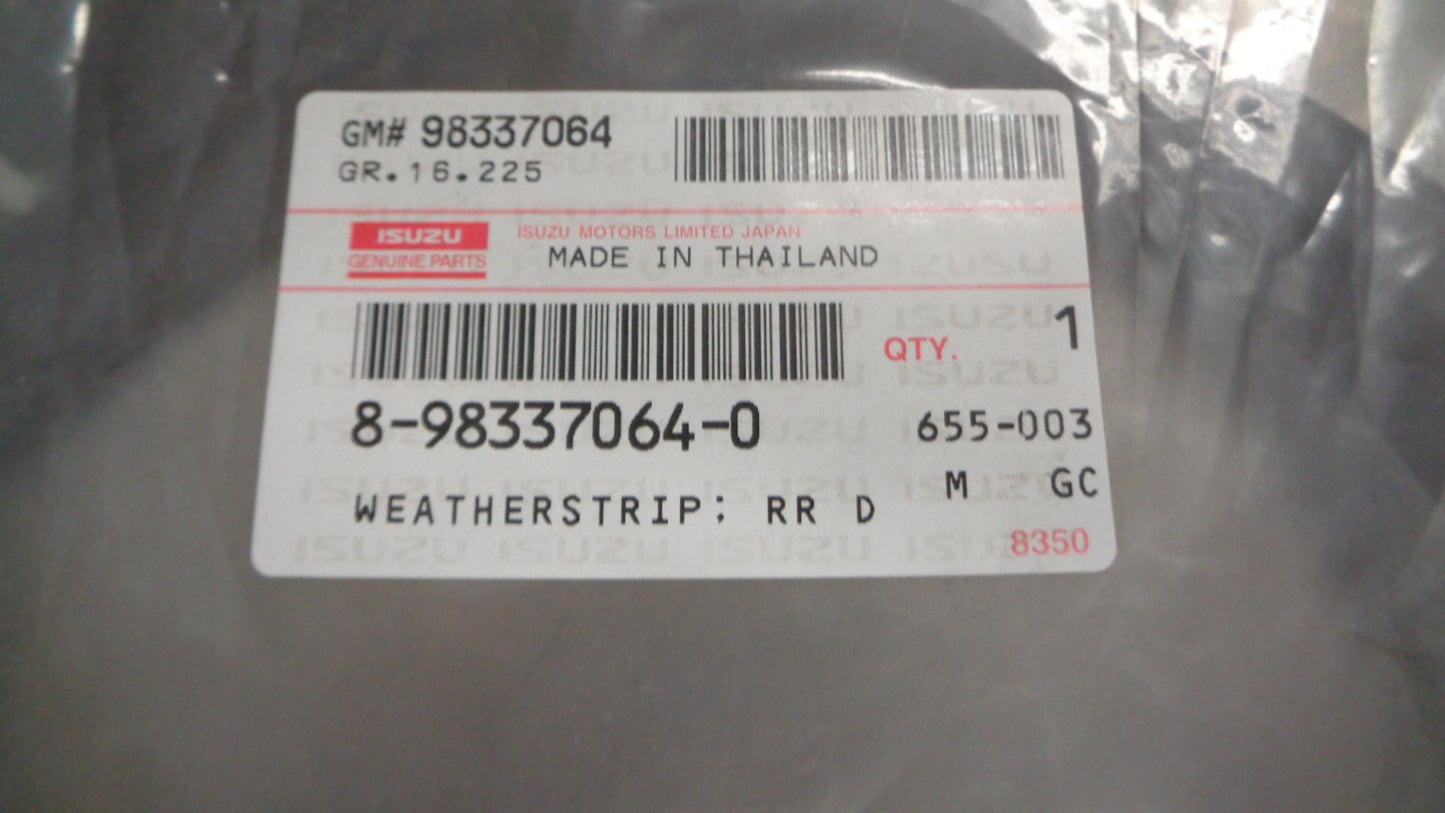 GM# 98337064
GR.16.225
ISUZU
GENUINE PARTS
ISUZU MOTORS LIMITED JAPAN
MADE IN THAILAND
QTY. 1
8-98337064-0
655-003
M GC
WEATHERSTRIP; RR D
8350